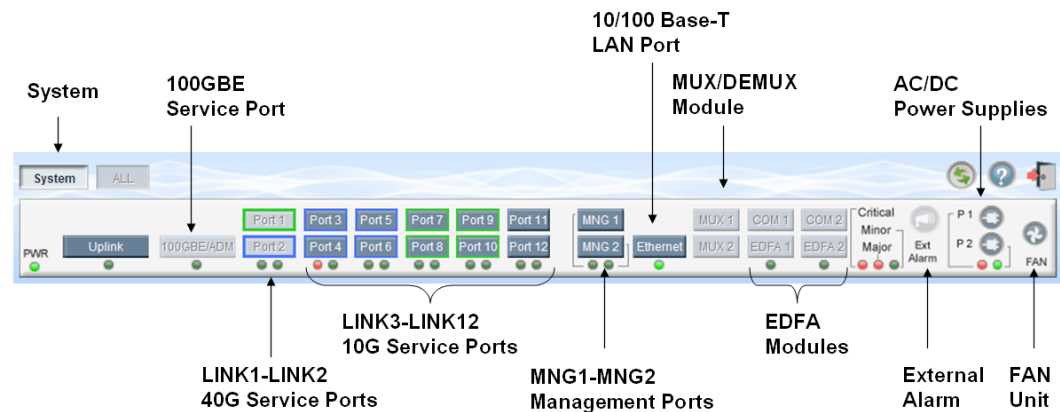 10/100 Base-T
LAN Port
System
100GBE
Service Port
MUX/DEMUX
Module
AC/DC
Power Supplies
System
ALL
PWR
Uplink
100GBE/ADM
Port 1
Port 2
Port 3
Port 4
Port 5
Port 6
Port 7
Port 8
Port 9
Port 10
Port 11
Port 12
MNG 1
MNG 2
Ethernet
MUX 1
MUX 2
COM 1
EDFA 1
COM 2
EDFA 2
Critical
Minor
Major
Ext
Alarm
P 1
P 2
FAN
LINK3-LINK12
10G Service Ports
EDFA
Modules
LINK1-LINK2
40G Service Ports
MNG1-MNG2
Management Ports
External
Alarm
FAN
Unit